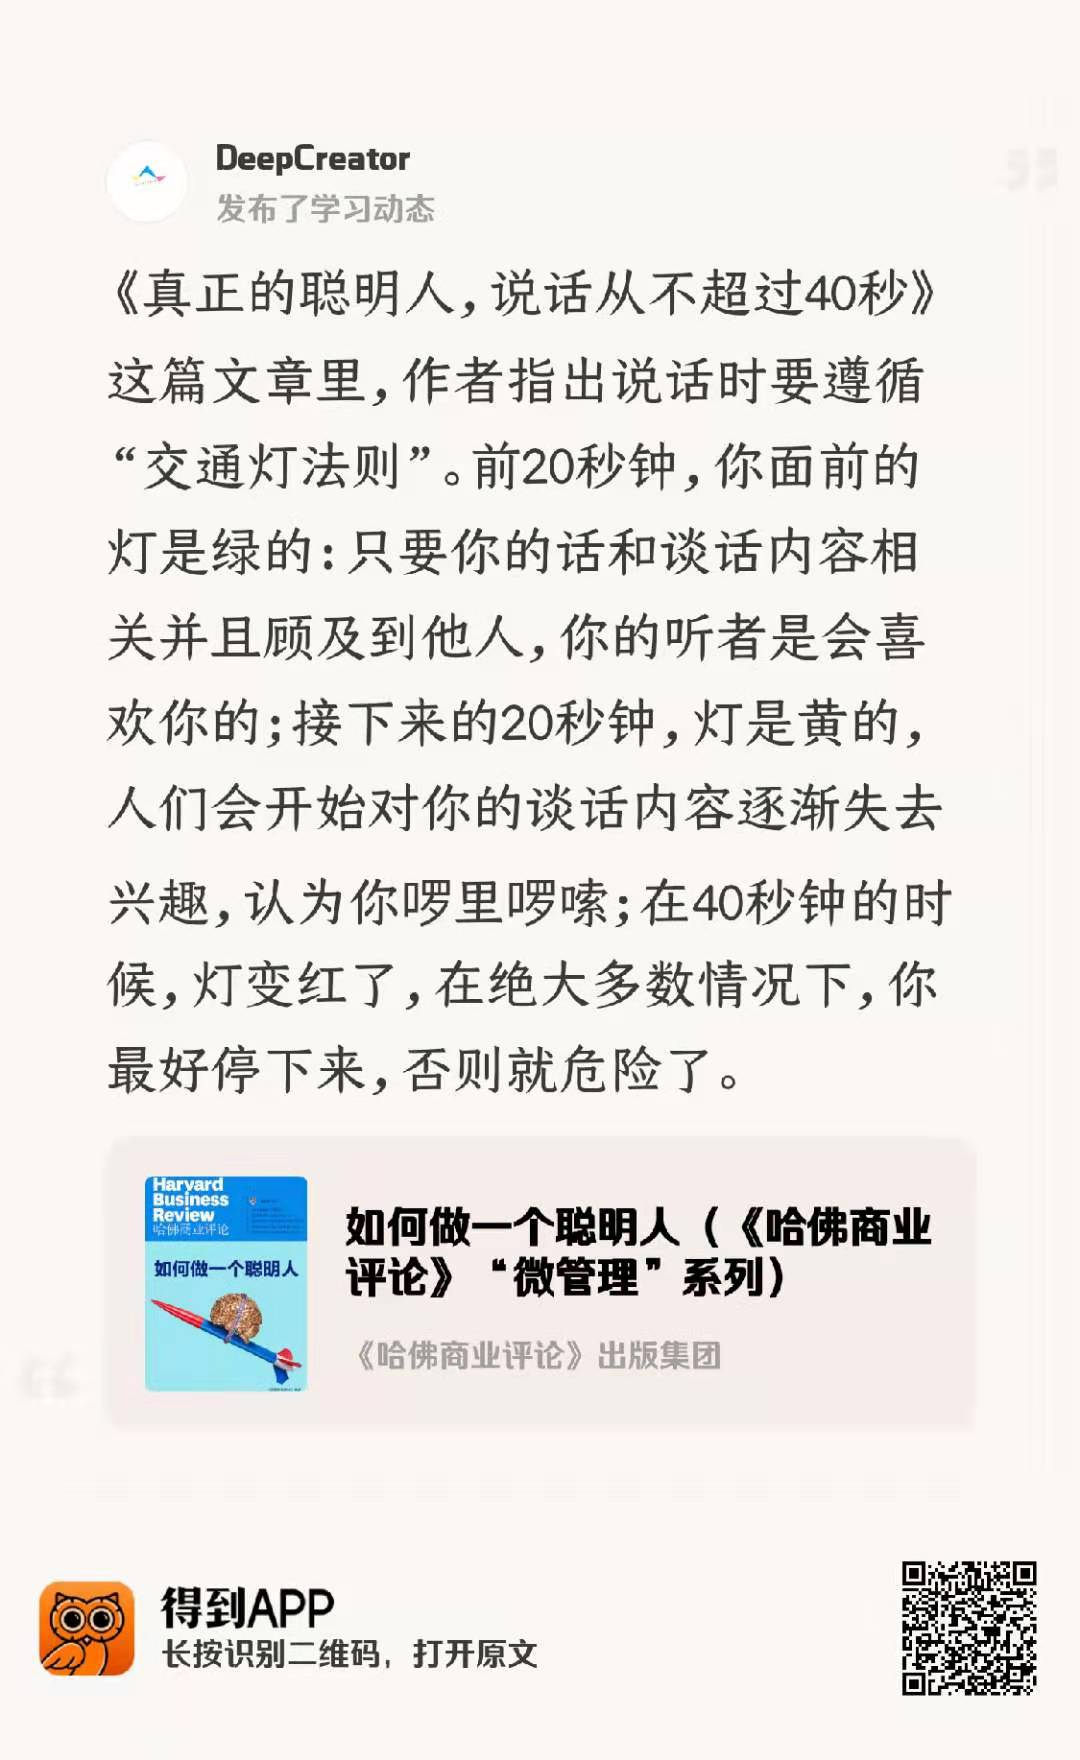 DeepCreator
发布了学习动态
《真正的聪明人，说话从不超过40秒》
这篇文章里，作者指出说话时要遵循
“交通灯法则”。前20秒钟，你面前的
灯是绿的：只要你的话和谈话内容相
关并且顾及到他人，你的听者是会喜
欢你的；接下来的20秒钟，灯是黄的，
人们会开始对你的谈话内容逐渐失去
兴趣，认为你啰里啰嗦；在40秒钟的时
候，灯变红了，在绝大多数情况下，你
最好停下来，否则就危险了。
Harvard
Business
Review
哈佛商业评论
如何做一个聪明人
如何做一个聪明人（《哈佛商业
评论》“微管理”系列）
《哈佛商业评论》出版集团
得到APP
长按识别二维码，打开原文